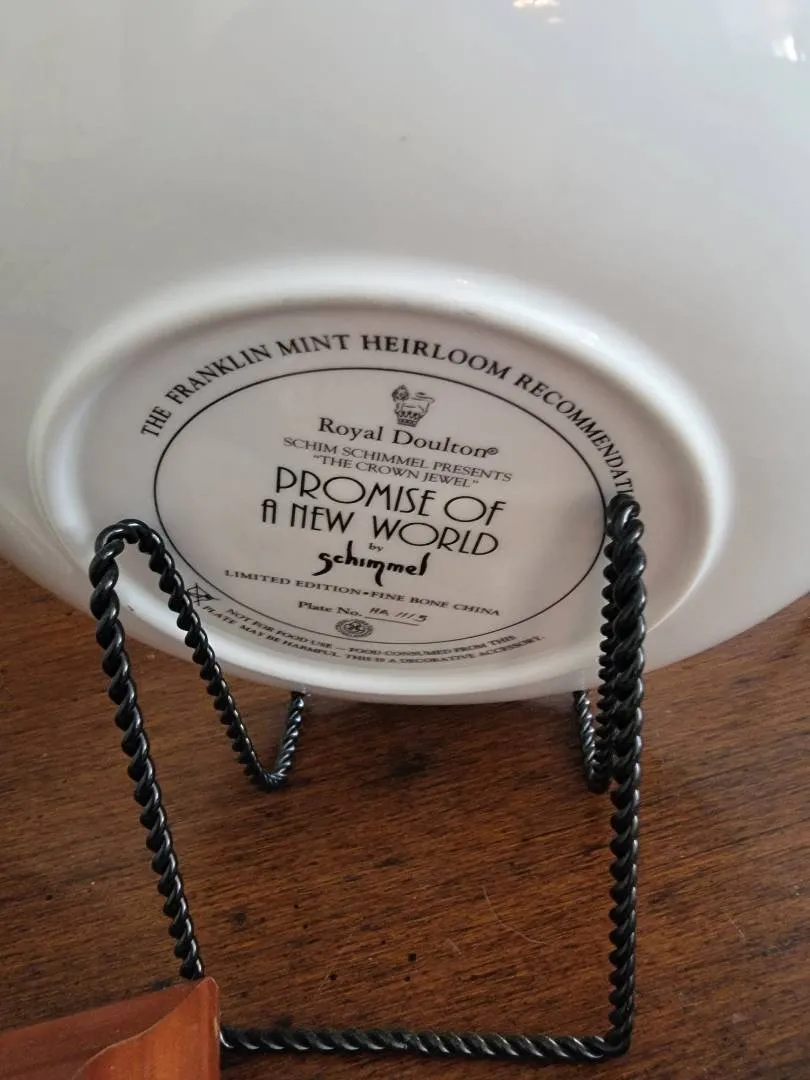 THE FRANKLIN MINT HEIRLOOM RECOMMENDATI
Royal Doulton®
SCHIM SCHIMMEL PRESENTS
"THE CROWN JEWEL"
PROMISE OF
A NEW WORLD
by
schimmel
LIMITED EDITION•FINE BONE CHINA
Plate No. HA 1115
NOT FOR FOOD USE — FOOD CONSUMED FROM THIS
PLATE MAY BE HARMFUL. THIS IS A DECORATIVE ACCESSORY.